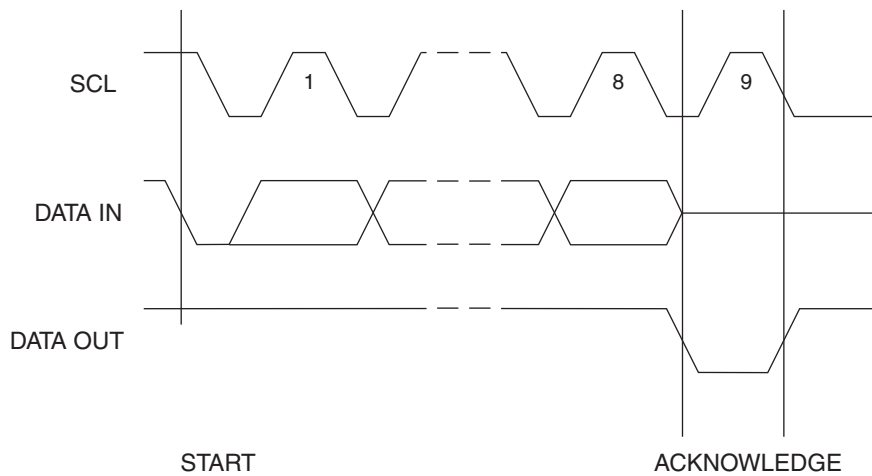 SCL
1
8
9
DATA IN
DATA OUT
START
ACKNOWLEDGE